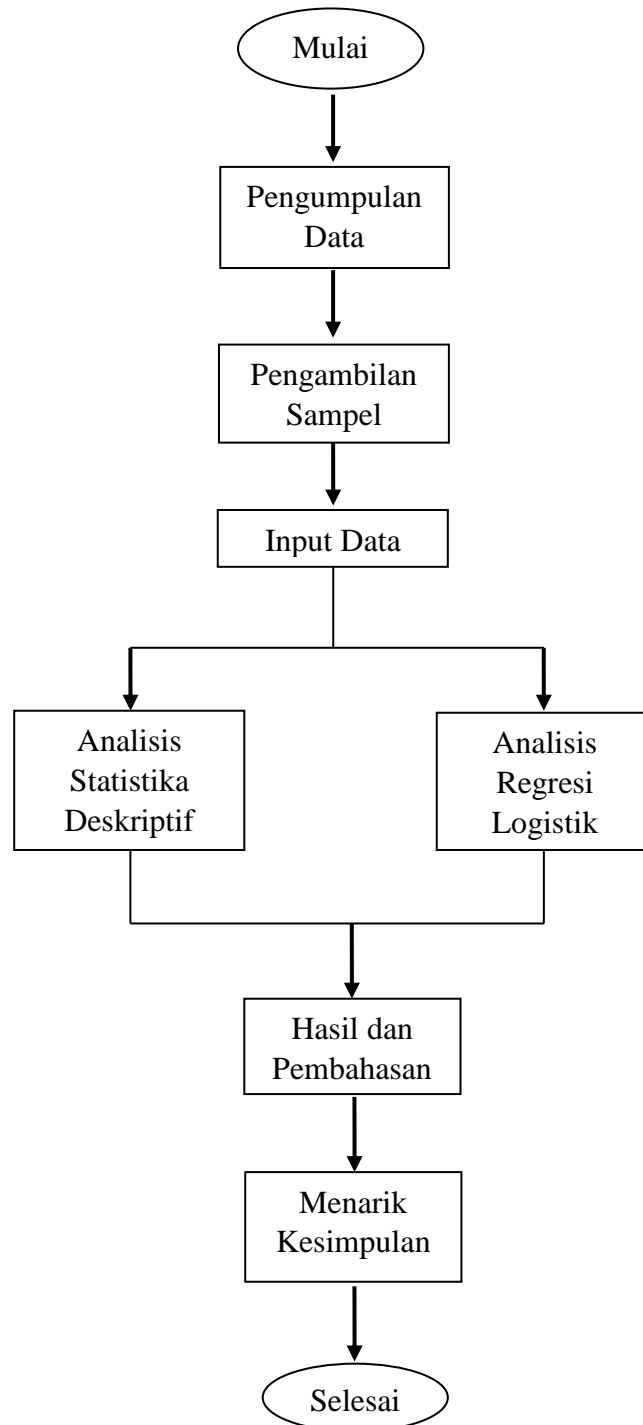 Mulai
Pengumpulan
Data
Pengambilan
Sampel
Input Data
Analisis
Statistika
Deskriptif
Analisis
Regresi
Logistik
Hasil dan
Pembahasan
Menarik
Kesimpulan
Selesai